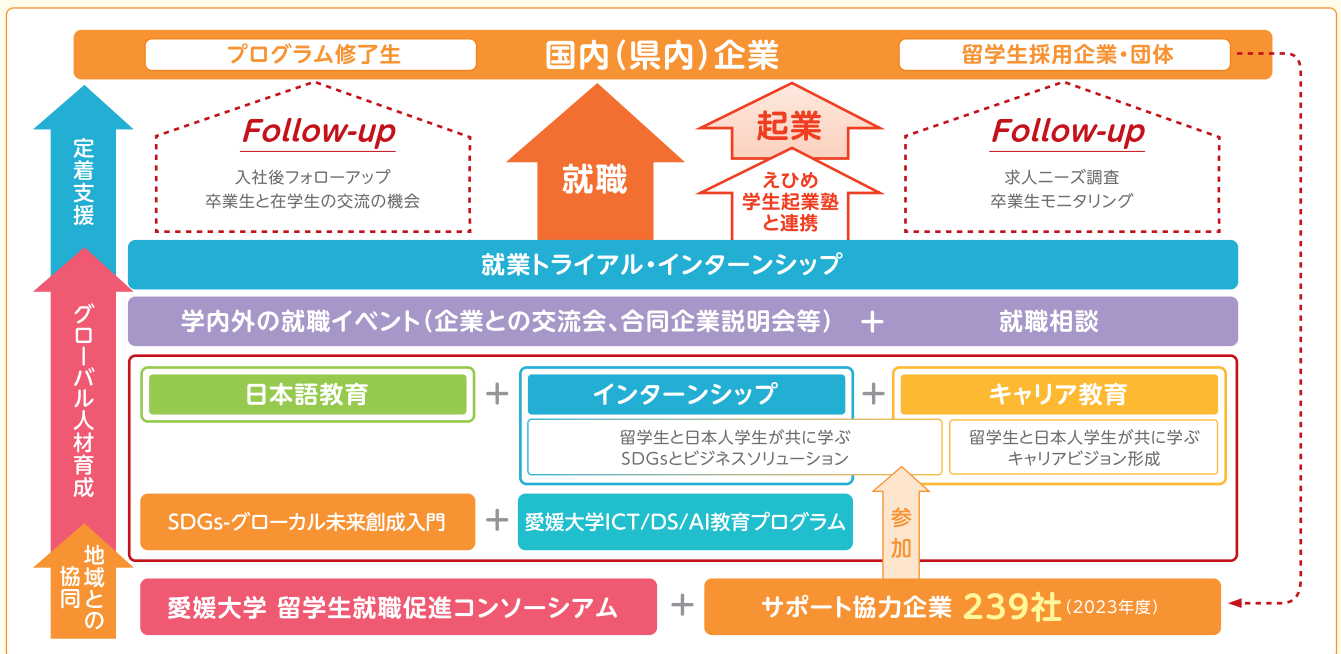 プログラム修了生
国内（県内）企業
留学生採用企業・団体
定着支援
Follow-up
入社後フォローアップ
卒業生と在学生の交流の機会
就職
起業
えひめ
学生起業塾
と連携
Follow-up
求人ニーズ調査
卒業生モニタリング
就業トライアル・インターンシップ
グローバル人材育成
学内外の就職イベント（企業との交流会、合同企業説明会等） + 就職相談
日本語教育 + インターンシップ + キャリア教育
留学生と日本人学生が共に学ぶ
SDGsとビジネスソリューション
留学生と日本人学生が共に学ぶ
キャリアビジョン形成
SDGs-グローカル未来創成入門 + 愛媛大学ICT/DS/AI教育プログラム
参加
地域との
協同
愛媛大学 留学生就職促進コンソーシアム + サポート協力企業 239社（2023年度）